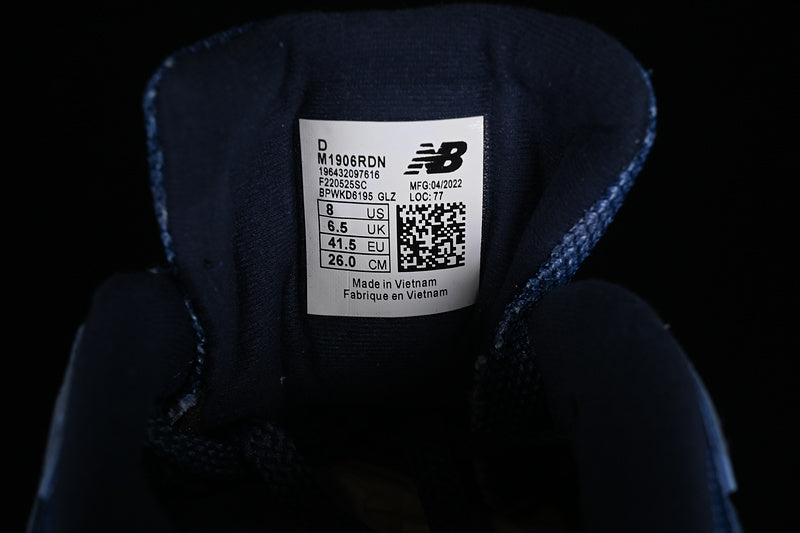 D
M1906RDN
196432097616
F220525SC
BPWKD6195 GLZ
NB
MFG:04/2022
LOC: 77
8 US
6.5 UK
41.5 EU
26.0 CM
Made in Vietnam
Fabrique en Vietnam